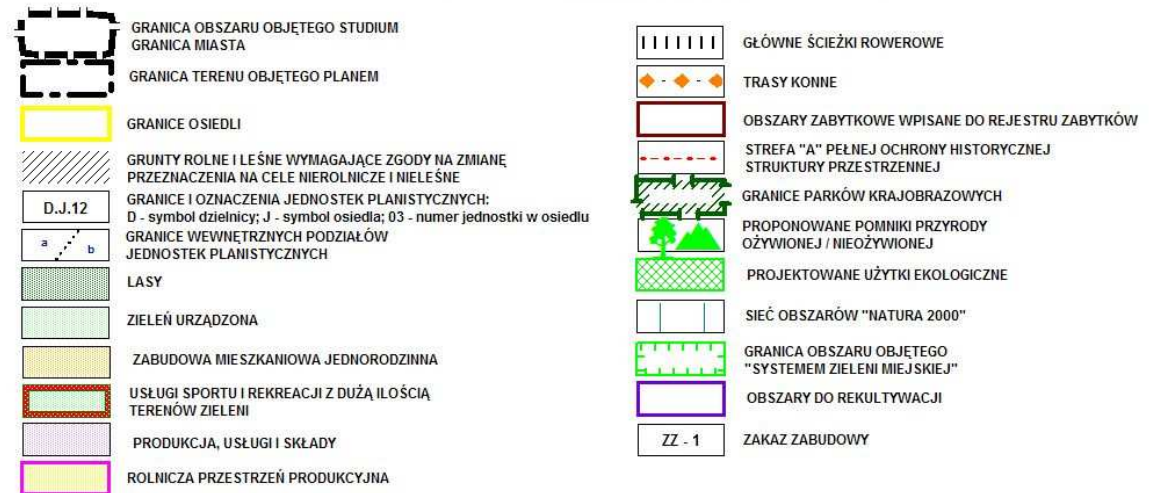 GRANICA OBSZARU OBJĘTEGO STUDIUM
GRANICA MIASTA
GRANICA TERENU OBJĘTEGO PLANEM
GRANICE OSIEDLI
GRUNTY ROLNE I LEŚNE WYMAGAJĄCE ZGODY NA ZMIANĘ
PRZEZNACZENIA NA CELE NIEROLNICZE I NIELEŚNE
D.J.12
GRANICE I OZNACZENIA JEDNOSTEK PLANISTYCZNYCH:
D - symbol dzielnicy; J - symbol osiedla; 03 - numer jednostki w osiedlu
a b
GRANICE WEWNĘTRZNYCH PODZIAŁÓW
JEDNOSTEK PLANISTYCZNYCH
LASY
ZIELEŃ URZĄDZONA
ZABUDOWA MIESZKANIOWA JEDNORODZINNA
USŁUGI SPORTU I REKREACJI Z DUŻĄ ILOŚCIĄ
TERENÓW ZIELENI
PRODUKCJA, USŁUGI I SKŁADY
ROLNICZA PRZESTRZEŃ PRODUKCYJNA
GŁÓWNE ŚCIEŻKI ROWEROWE
TRASY KONNE
OBSZARY ZABYTKOWE WPISANE DO REJESTRU ZABYTKÓW
STREFA "A" PEŁNEJ OCHRONY HISTORYCZNEJ
STRUKTURY PRZESTRZENNEJ
GRANICE PARKÓW KRAJOBRAZOWYCH
PROPONOWANE POMNIKI PRZYRODY
OŻYWIONEJ / NIEOŻYWIONEJ
PROJEKTOWANE UŻYTKI EKOLOGICZNE
SIEĆ OBSZARÓW "NATURA 2000"
GRANICA OBSZARU OBJĘTEGO
"SYSTEMEM ZIELENI MIEJSKIEJ"
OBSZARY DO REKULTYWACJI
ZZ - 1
ZAKAZ ZABUDOWY